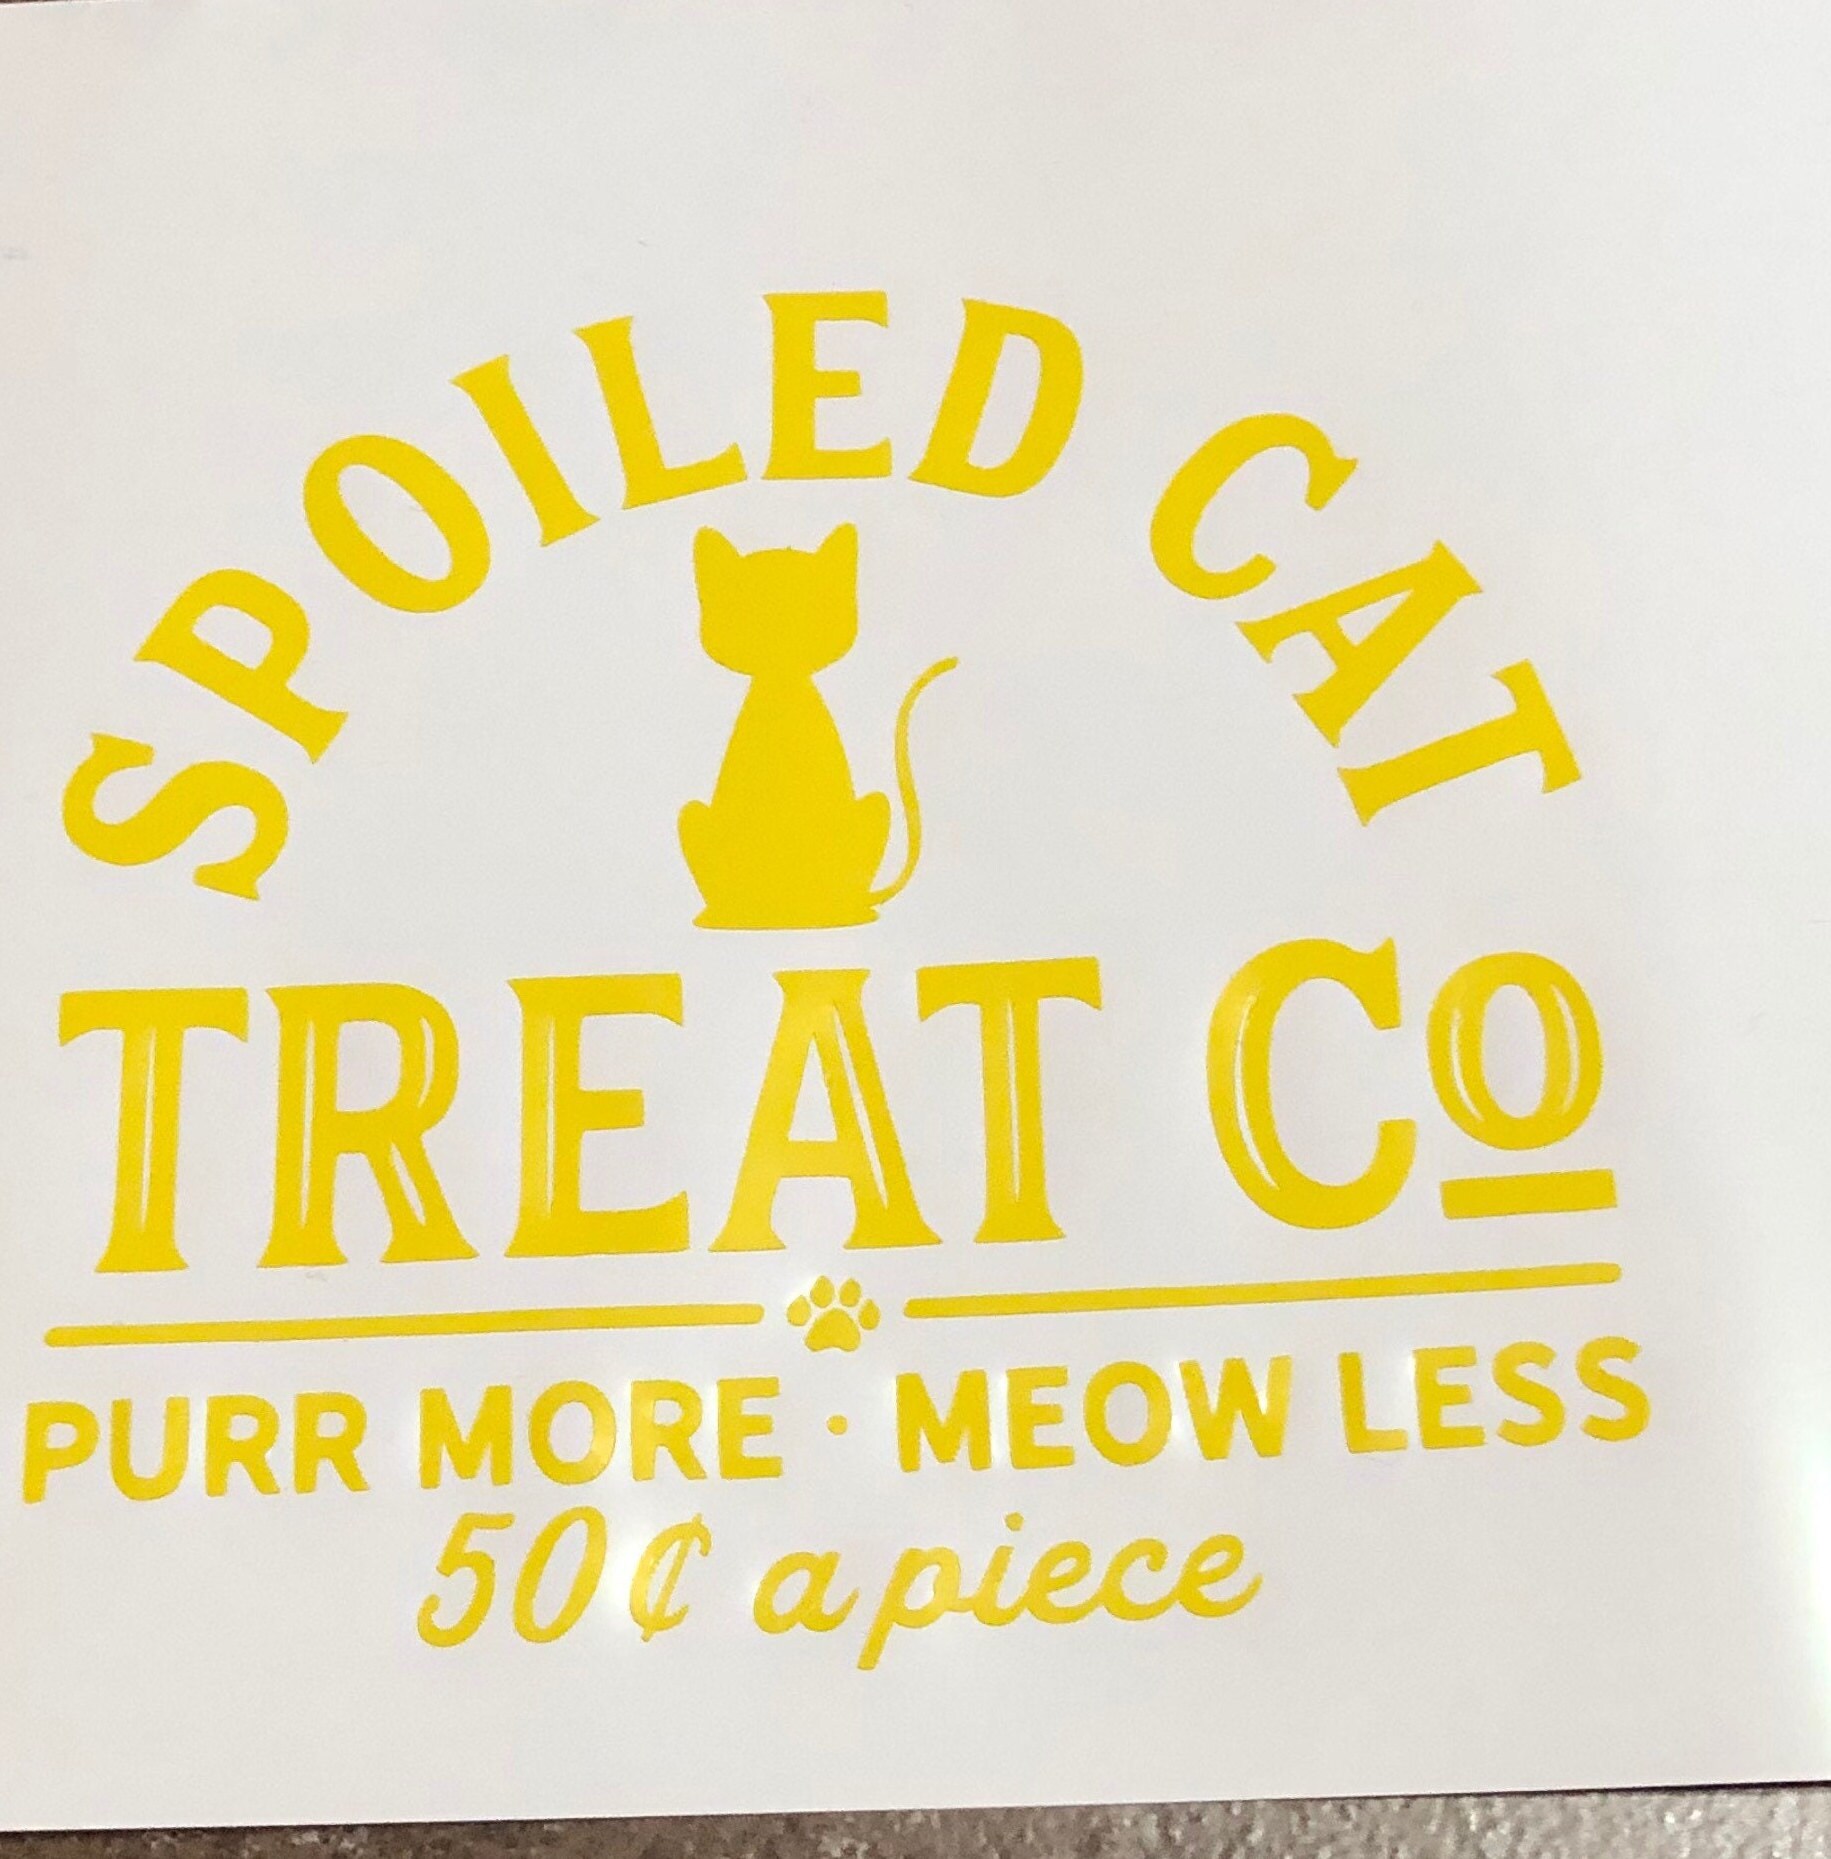 SPOILED CAT
TREAT CO
PURR MORE · MEOW LESS
50¢ a piece